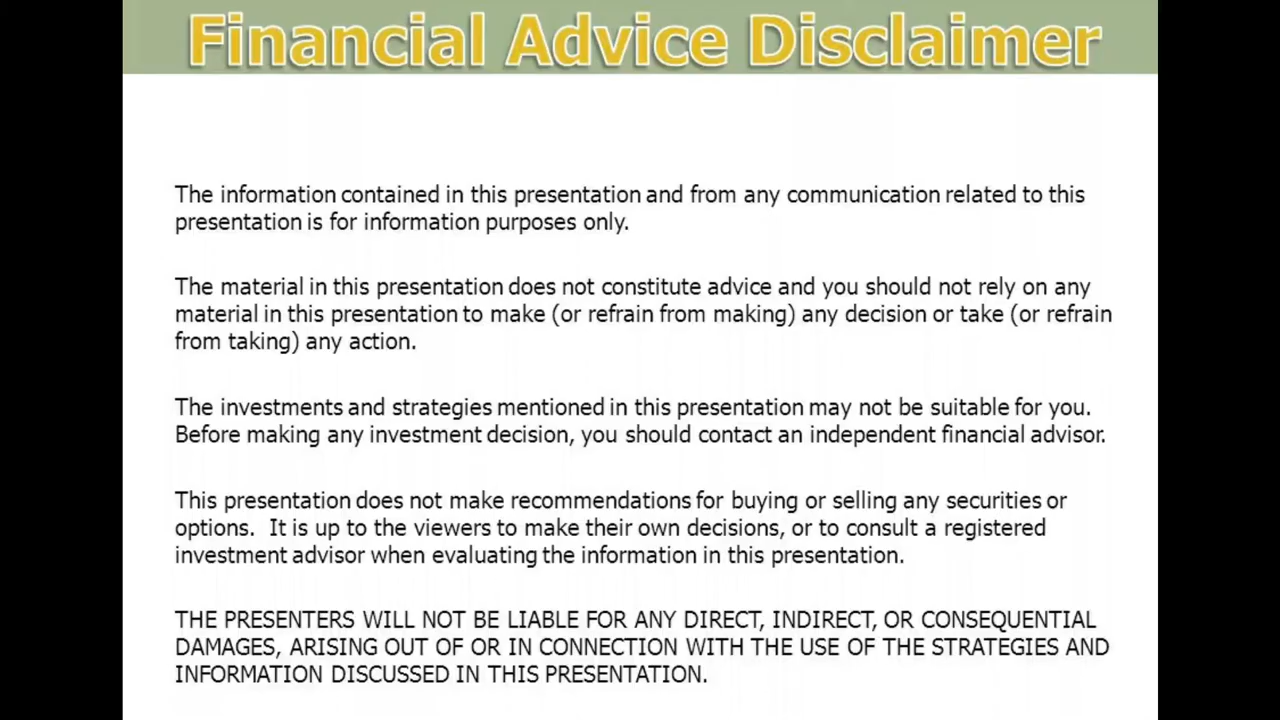 Financial Advice Disclaimer
The information contained in this presentation and from any communication related to this
presentation is for information purposes only.
The material in this presentation does not constitute advice and you should not rely on any
material in this presentation to make (or refrain from making) any decision or take (or refrain
from taking) any action.
The investments and strategies mentioned in this presentation may not be suitable for you.
Before making any investment decision, you should contact an independent financial advisor.
This presentation does not make recommendations for buying or selling any securities or
options.  It is up to the viewers to make their own decisions, or to consult a registered
investment advisor when evaluating the information in this presentation.
THE PRESENTERS WILL NOT BE LIABLE FOR ANY DIRECT, INDIRECT, OR CONSEQUENTIAL
DAMAGES, ARISING OUT OF OR IN CONNECTION WITH THE USE OF THE STRATEGIES AND
INFORMATION DISCUSSED IN THIS PRESENTATION.